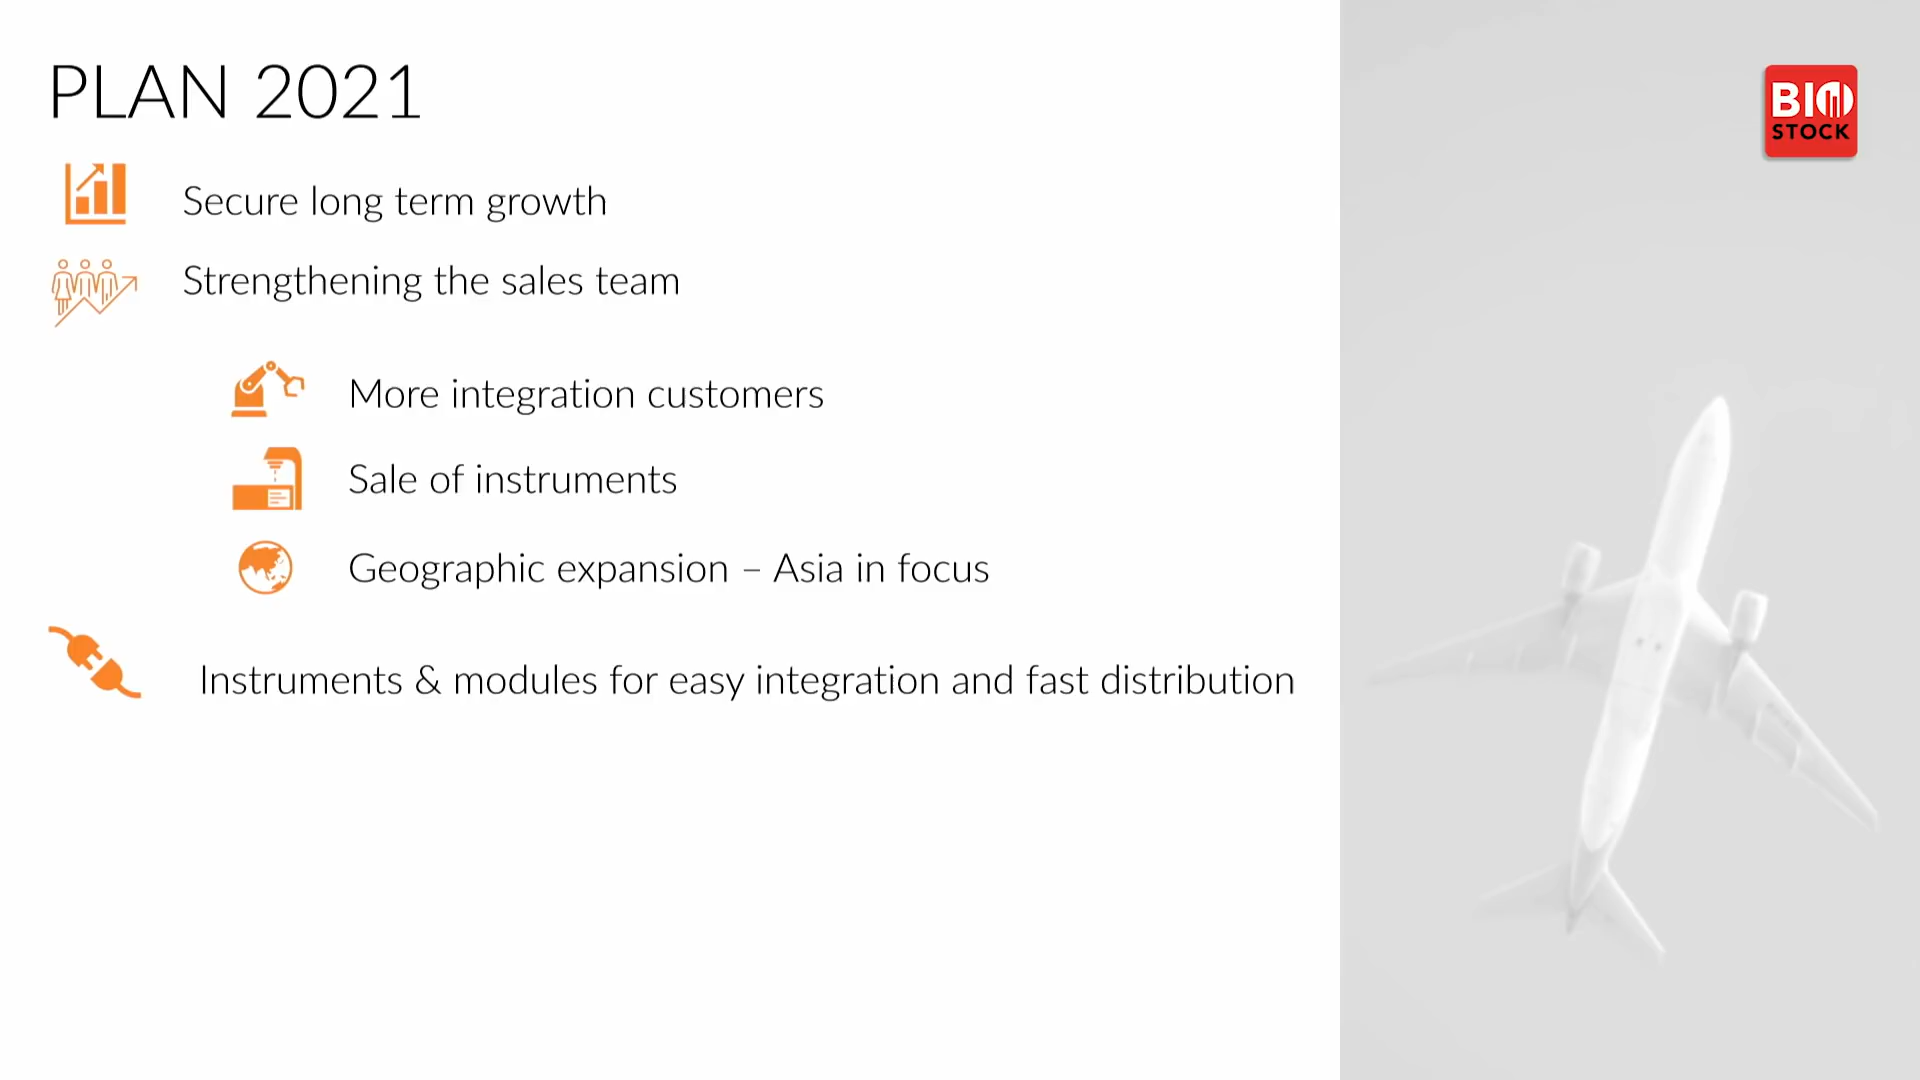 PLAN 2021
BIO
STOCK
Secure long term growth
Strengthening the sales team
More integration customers
Sale of instruments
Geographic expansion – Asia in focus
Instruments & modules for easy integration and fast distribution